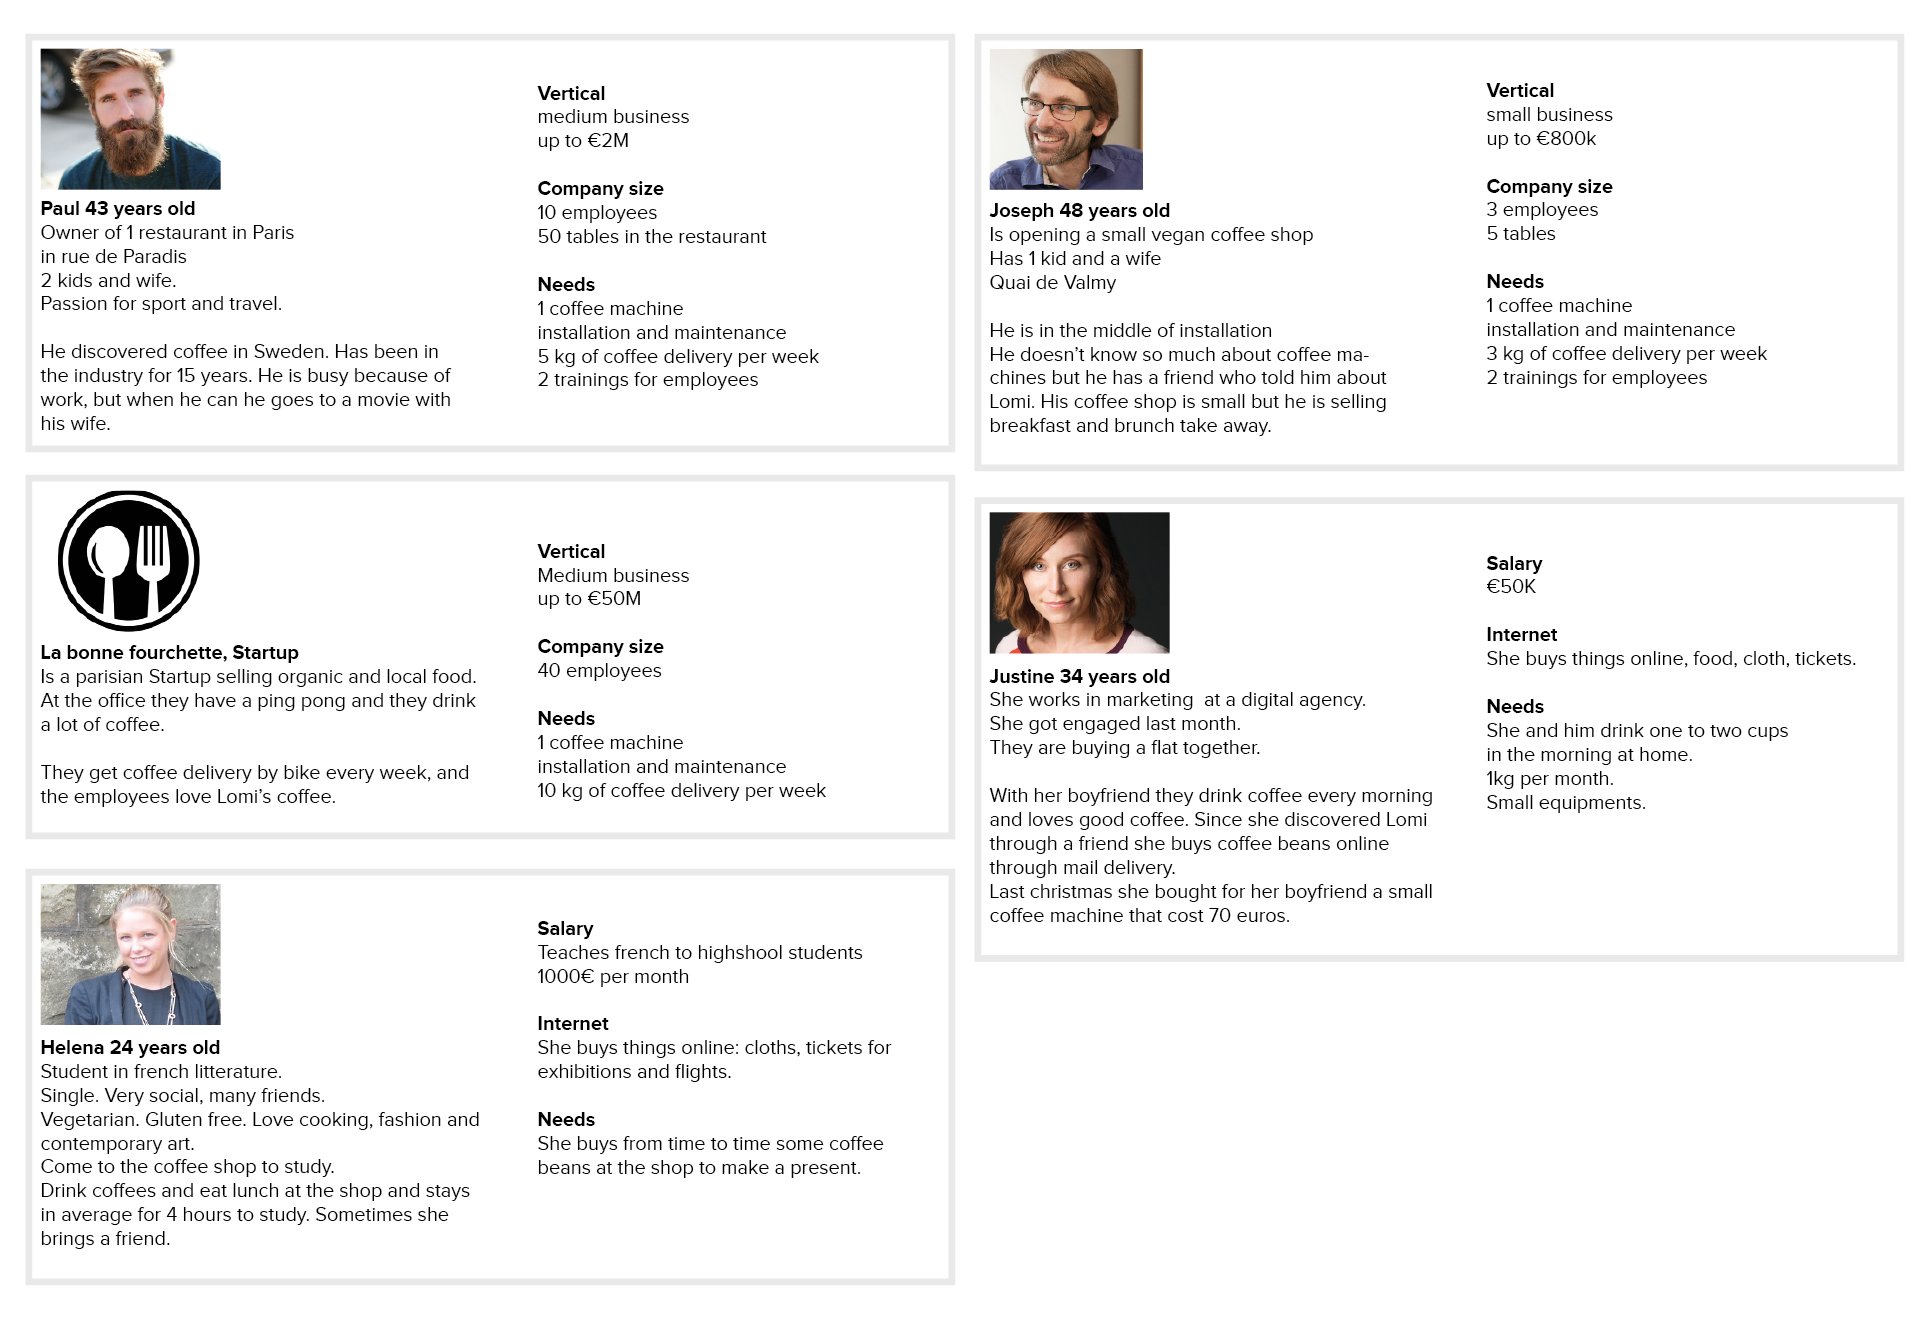 Paul 43 years old
Owner of 1 restaurant in Paris
in rue de Paradis
2 kids and wife.
Passion for sport and travel.
He discovered coffee in Sweden. Has been in
the industry for 15 years. He is busy because of
work, but when he can he goes to a movie with
his wife.
Vertical
medium business
up to €2M
Company size
10 employees
50 tables in the restaurant
Needs
1 coffee machine
installation and maintenance
5 kg of coffee delivery per week
2 trainings for employees
Joseph 48 years old
Is opening a small vegan coffee shop
Has 1 kid and a wife
Quai de Valmy
He is in the middle of installation
He doesn’t know so much about coffee ma-
chines but he has a friend who told him about
Lomi. His coffee shop is small but he is selling
breakfast and brunch take away.
Vertical
small business
up to €800k
Company size
3 employees
5 tables
Needs
1 coffee machine
installation and maintenance
3 kg of coffee delivery per week
2 trainings for employees
La bonne fourchette, Startup
Is a parisian Startup selling organic and local food.
At the office they have a ping pong and they drink
a lot of coffee.
They get coffee delivery by bike every week, and
the employees love Lomi’s coffee.
Vertical
Medium business
up to €50M
Company size
40 employees
Needs
1 coffee machine
installation and maintenance
10 kg of coffee delivery per week
Justine 34 years old
She works in marketing  at a digital agency.
She got engaged last month.
They are buying a flat together.
With her boyfriend they drink coffee every morning
and loves good coffee. Since she discovered Lomi
through a friend she buys coffee beans online
through mail delivery.
Last christmas she bought for her boyfriend a small
coffee machine that cost 70 euros.
Salary
€50K
Internet
She buys things online, food, cloth, tickets.
Needs
She and him drink one to two cups
in the morning at home.
1kg per month.
Small equipments.
Helena 24 years old
Student in french litterature.
Single. Very social, many friends.
Vegetarian. Gluten free. Love cooking, fashion and
contemporary art.
Come to the coffee shop to study.
Drink coffees and eat lunch at the shop and stays
in average for 4 hours to study. Sometimes she
brings a friend.
Salary
Teaches french to highshool students
1000€ per month
Internet
She buys things online: cloths, tickets for
exhibitions and flights.
Needs
She buys from time to time some coffee
beans at the shop to make a present.